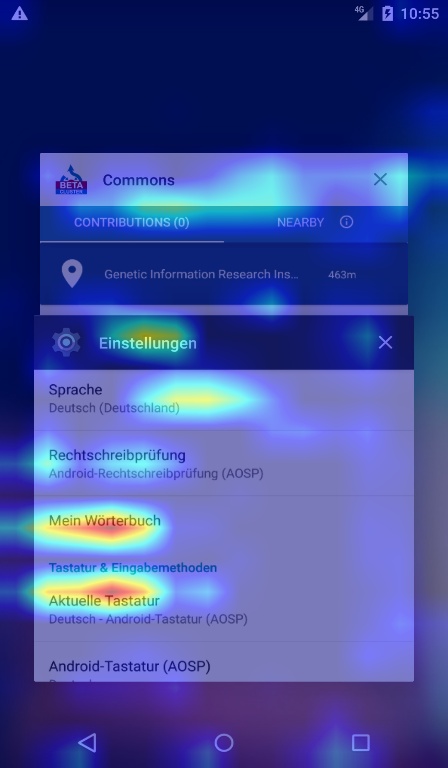 4G 10:55
BETA
CLUSTER
Commons
CONTRIBUTIONS (0) NEARBY
Genetic Information Research Ins... 463m
Einstellungen
Sprache
Deutsch (Deutschland)
Rechtschreibprüfung
Android-Rechtschreibprüfung (AOSP)
Mein Wörterbuch
Tastatur & Eingabemethoden
Aktuelle Tastatur
Deutsch - Android-Tastatur (AOSP)
Android-Tastatur (AOSP)